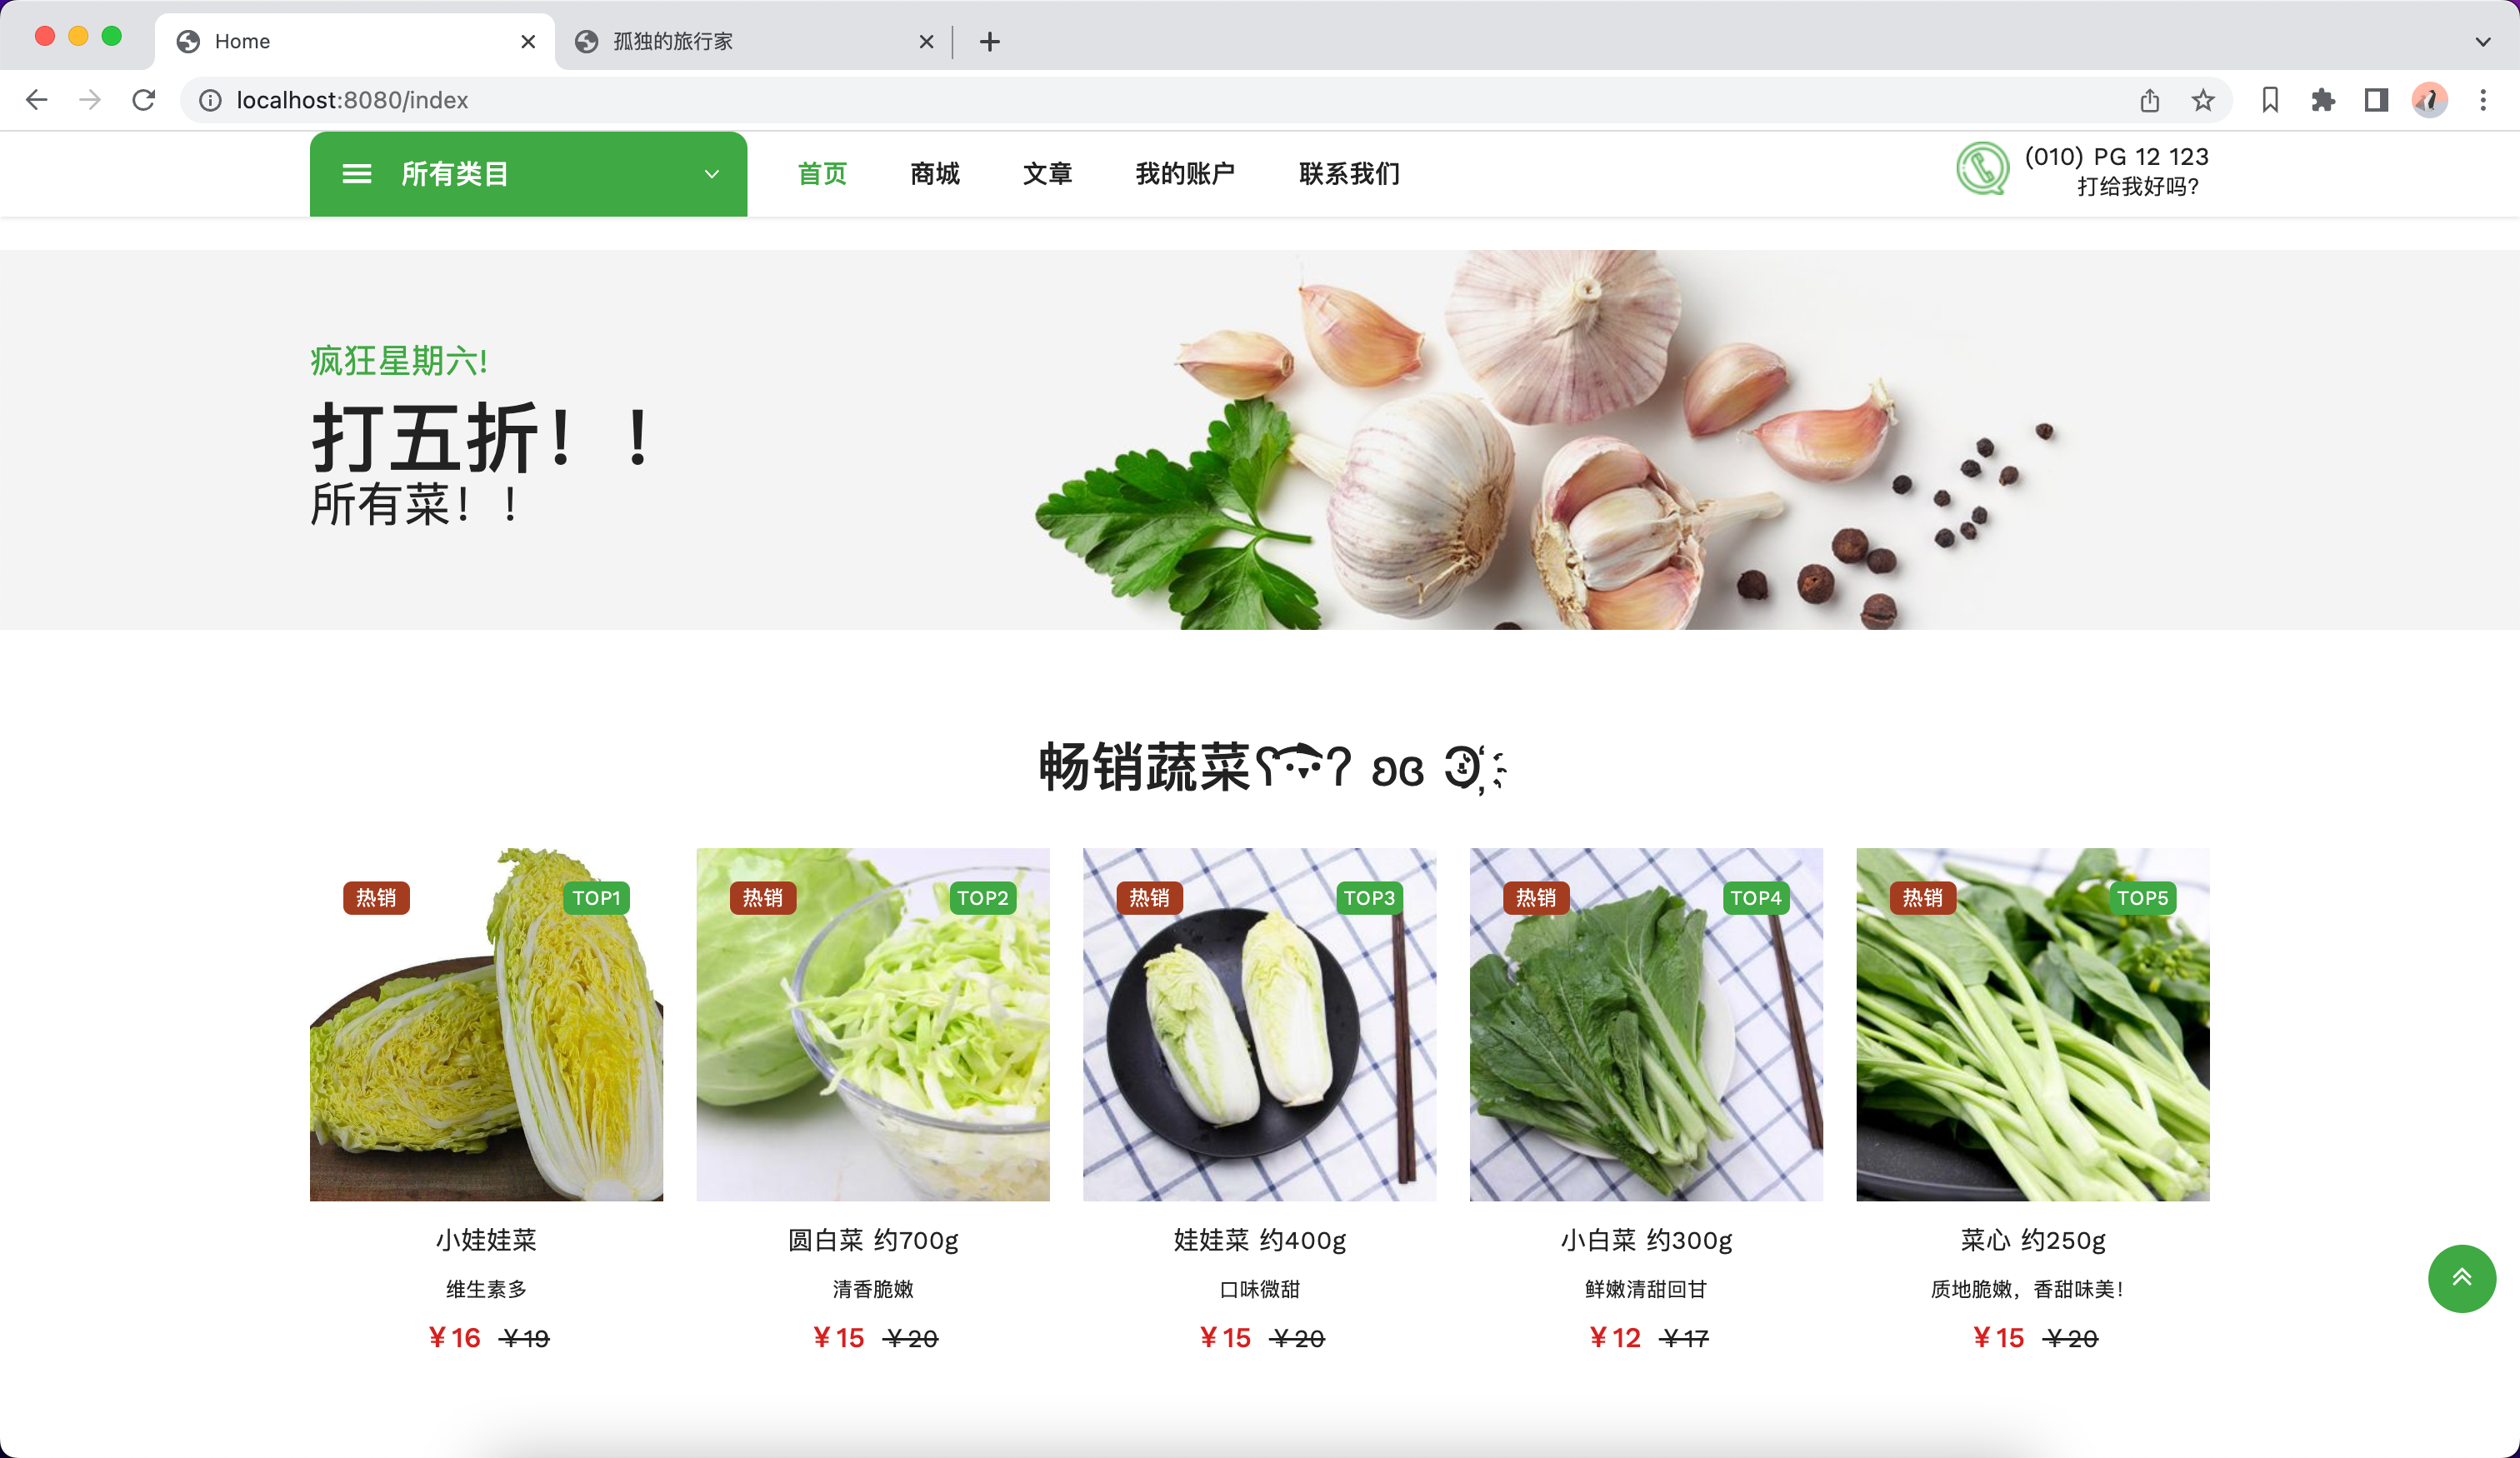 Home
孤独的旅行家
localhost:8080/index
所有类目
首页
商城
文章
我的账户
联系我们
(010) PG 12 123
打给我好吗?
疯狂星期六!
打五折！！
所有菜！！
畅销蔬菜
热销
TOP1
热销
TOP2
热销
TOP3
热销
TOP4
热销
TOP5
小娃娃菜
维生素多
￥16 ￥19
圆白菜 约700g
清香脆嫩
￥15 ￥20
娃娃菜 约400g
口味微甜
￥15 ￥20
小白菜 约300g
鲜嫩清甜回甘
￥12 ￥17
菜心 约250g
质地脆嫩，香甜味美！
￥15 ￥20